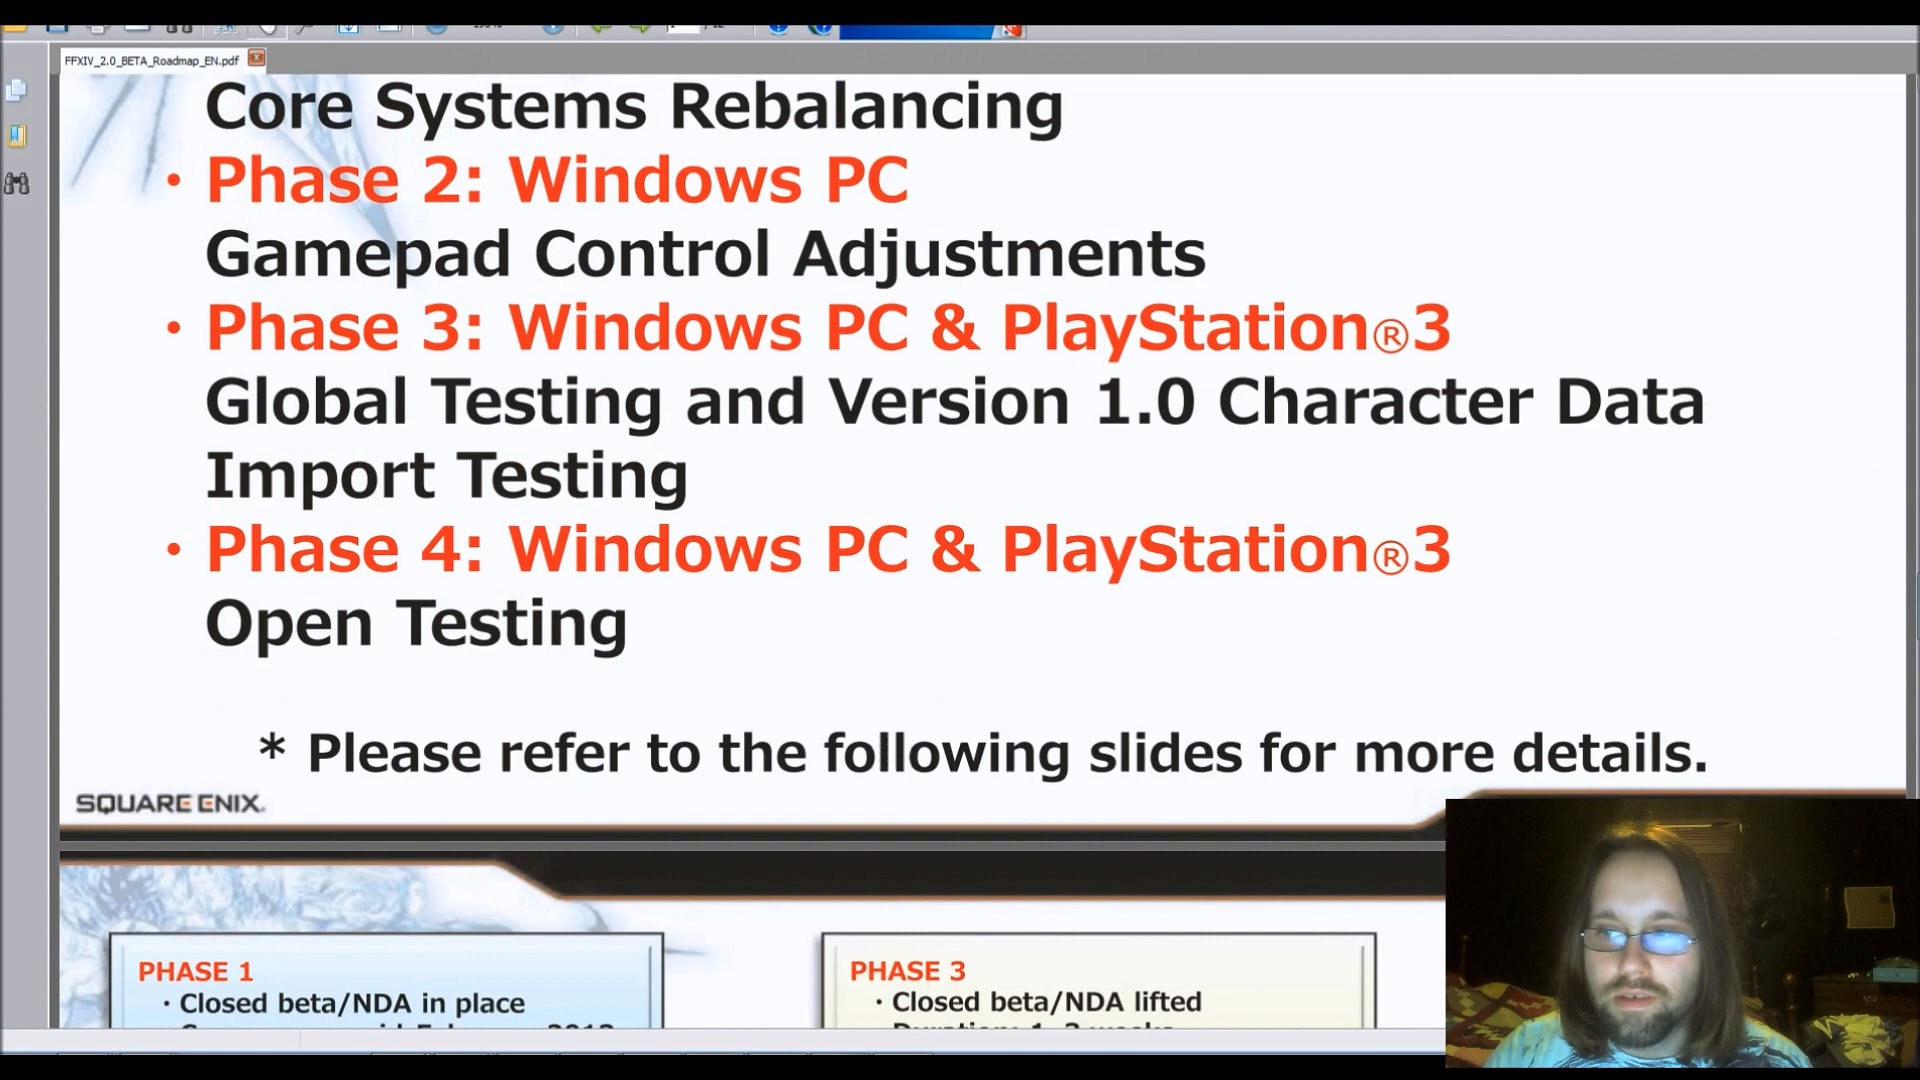 FFXIV_2.0_BETA_Roadmap_EN.pdf
Core Systems Rebalancing
• Phase 2: Windows PC
Gamepad Control Adjustments
• Phase 3: Windows PC & PlayStation®3
Global Testing and Version 1.0 Character Data
Import Testing
• Phase 4: Windows PC & PlayStation®3
Open Testing
* Please refer to the following slides for more details.
SQUARE ENIX.
PHASE 1
• Closed beta/NDA in place
PHASE 3
• Closed beta/NDA lifted